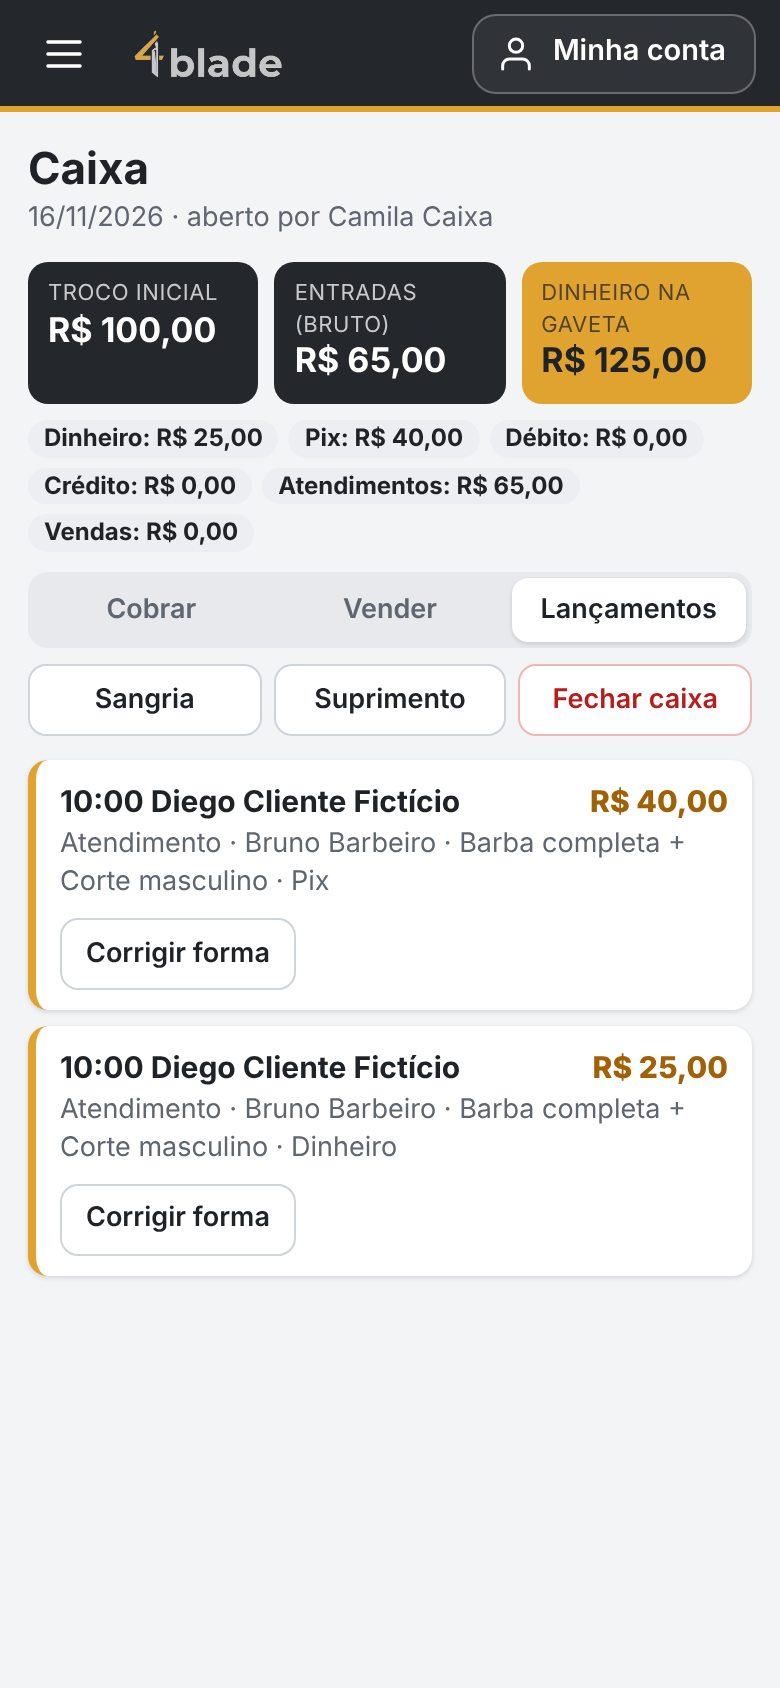 4blade
Minha conta
Caixa
16/11/2026 · aberto por Camila Caixa
TROCO INICIAL
R$ 100,00
ENTRADAS
(BRUTO)
R$ 65,00
DINHEIRO NA
GAVETA
R$ 125,00
Dinheiro: R$ 25,00
Pix: R$ 40,00
Débito: R$ 0,00
Crédito: R$ 0,00
Atendimentos: R$ 65,00
Vendas: R$ 0,00
Cobrar
Vender
Lançamentos
Sangria
Suprimento
Fechar caixa
10:00 Diego Cliente Fictício
R$ 40,00
Atendimento · Bruno Barbeiro · Barba completa +
Corte masculino · Pix
Corrigir forma
10:00 Diego Cliente Fictício
R$ 25,00
Atendimento · Bruno Barbeiro · Barba completa +
Corte masculino · Dinheiro
Corrigir forma